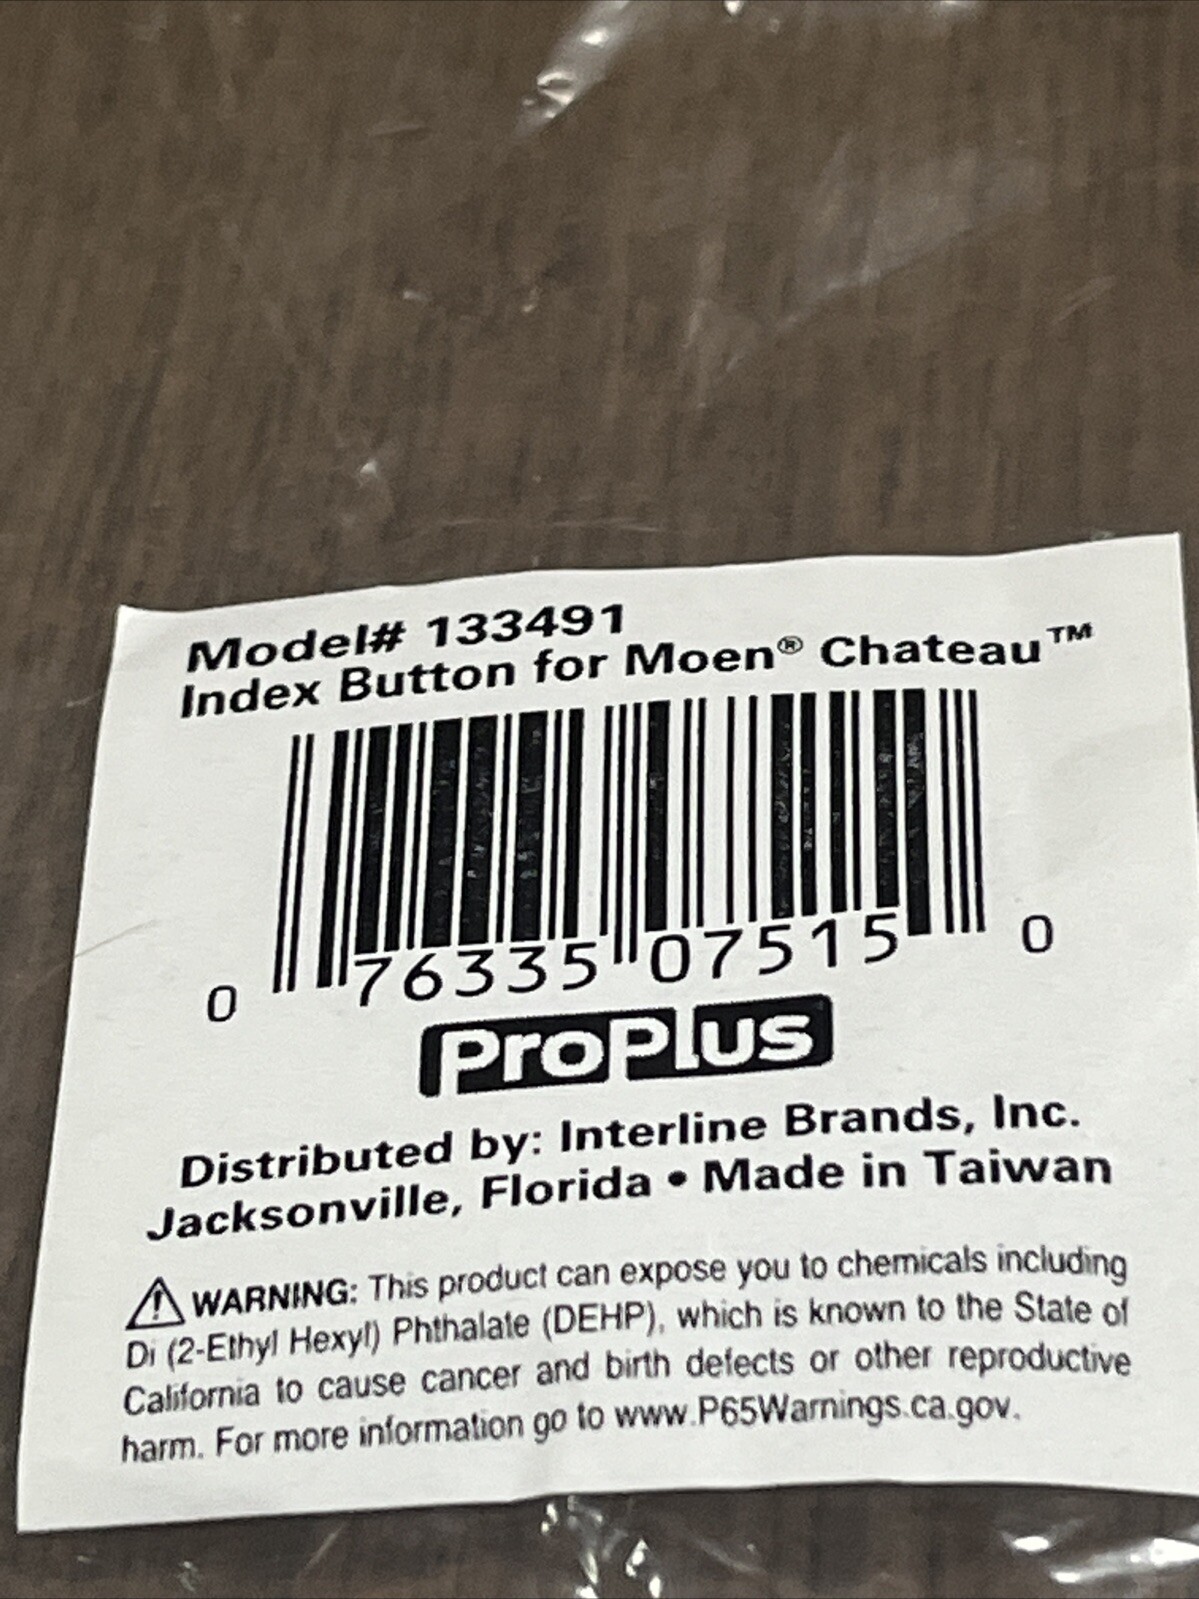 Model# 133491
Index Button for Moen® Chateau™
0 76335 07515 0
ProPlus
Distributed by: Interline Brands, Inc.
Jacksonville, Florida • Made in Taiwan
⚠ WARNING: This product can expose you to chemicals including
Di (2-Ethyl Hexyl) Phthalate (DEHP), which is known to the State of
California to cause cancer and birth defects or other reproductive
harm. For more information go to www.P65Warnings.ca.gov.